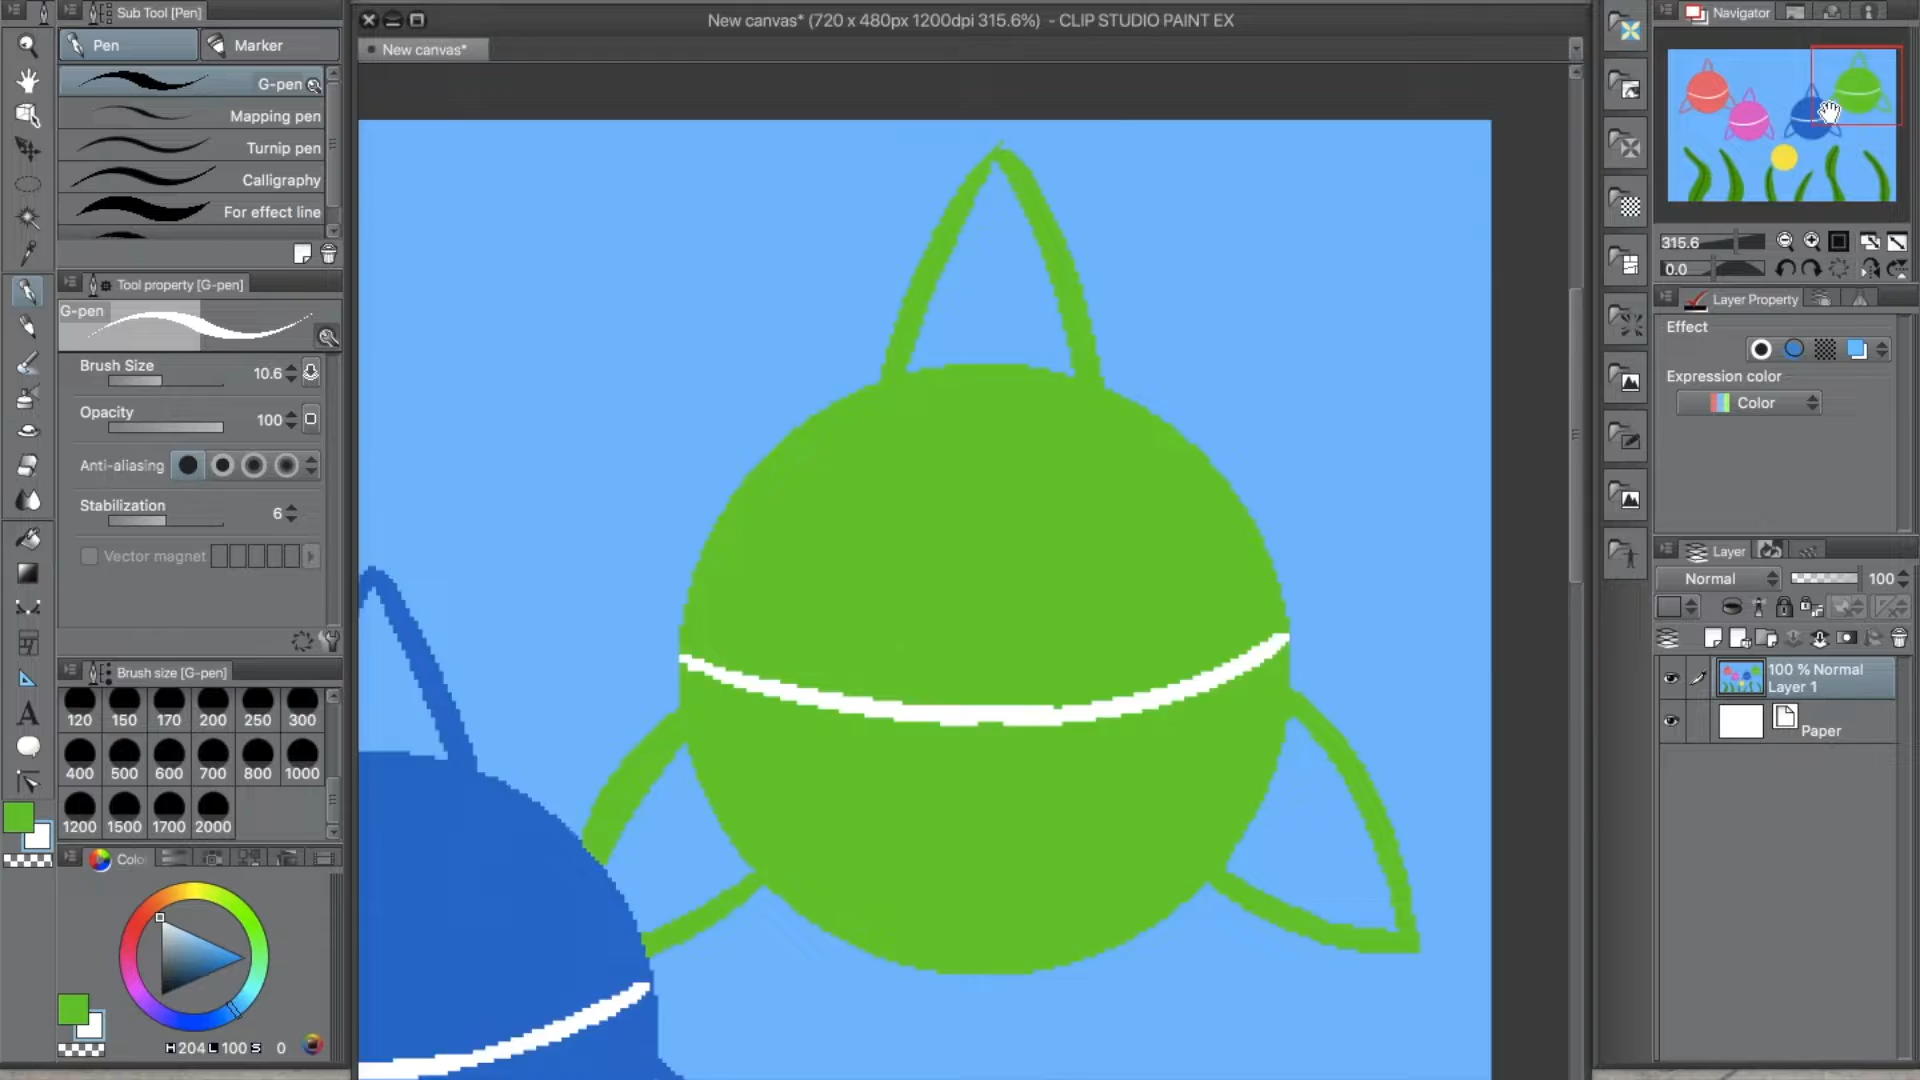 Sub Tool [Pen]
Pen
Marker
G-pen
Mapping pen
Turnip pen
Calligraphy
For effect line
Tool property [G-pen]
G-pen
Brush Size
10.6
Opacity
100
Anti-aliasing
Stabilization
6
Vector magnet
Brush size [G-pen]
120 150 170 200 250 300
400 500 600 700 800 1000
1200 1500 1700 2000
Colo
H 204 L 100 S 0
New canvas* (720 x 480px 1200dpi 315.6%) - CLIP STUDIO PAINT EX
New canvas*
Navigator
315.6
0.0
Layer Property
Effect
Expression color
Color
Layer
Normal
100
100 % Normal
Layer 1
Paper